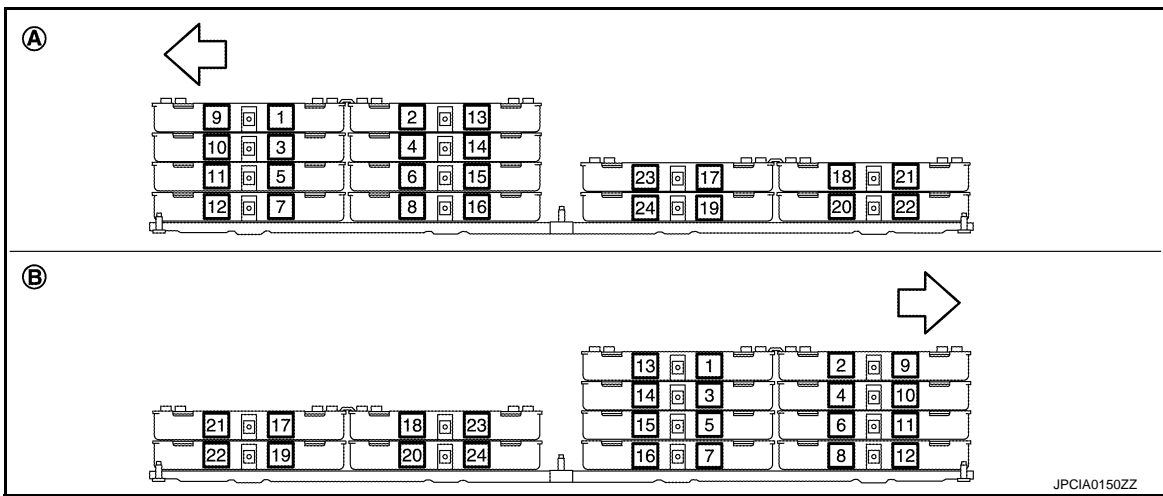 A
9 1 2 13
10 3 4 14
11 5 6 15 23 17 18 21
12 7 8 16 24 19 20 22
B
13 1 2 9
14 3 4 10
21 17 18 23 15 5 6 11
22 19 20 24 16 7 8 12
JPCIA0150ZZ